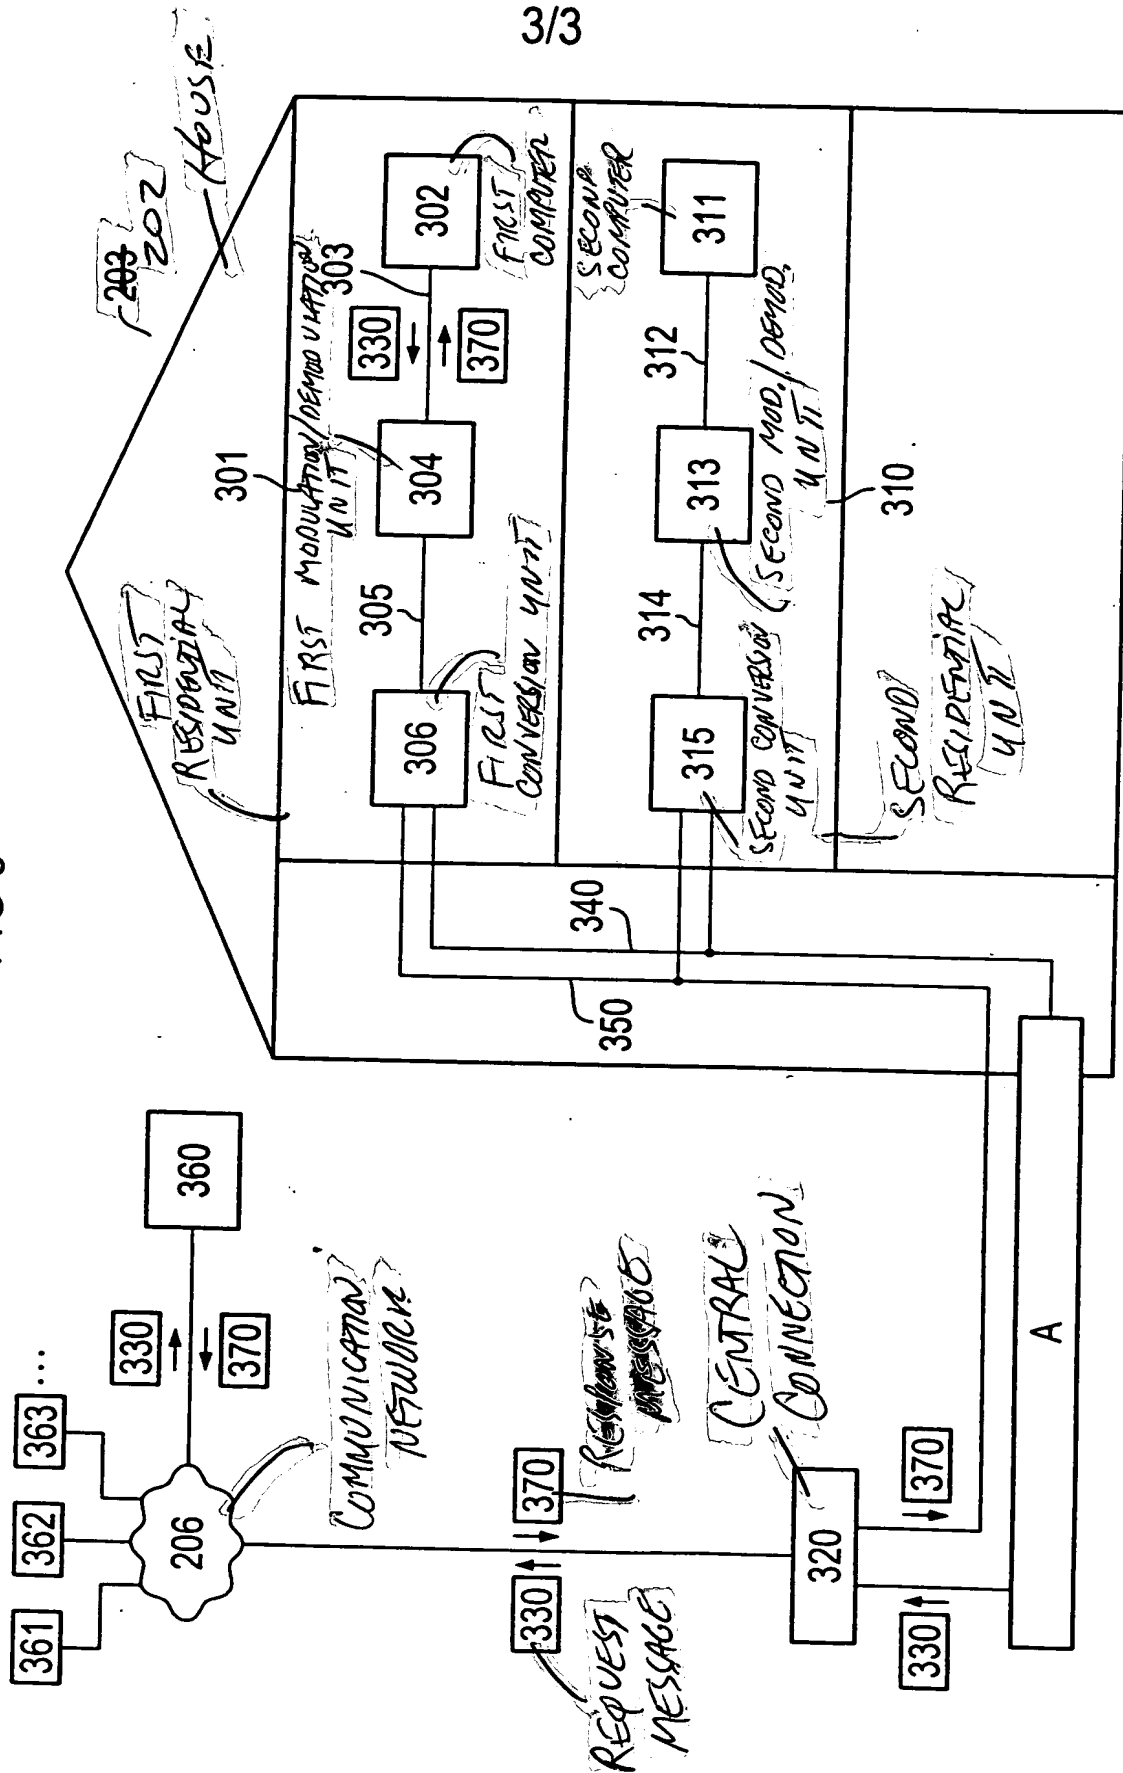 3/3
203
202
HOUSE
FIRST
RESIDENTIAL
UNIT
301
FIRST MODULATION/DEMODULATION
UNIT
303
330
370
302
FIRST
COMPUTER
304
305
306
FIRST
CONVERSION UNIT
SECOND
COMPUTER
311
312
313
SECOND MOD./DEMOD.
UNIT
314
315
SECOND CONVERSION
UNIT
310
SECOND
RESIDENTIAL
UNIT
340
350
360
330
370
361
362
363
...
206
COMMUNICATION
NETWORK
330
370
REQUEST
MESSAGE
RESPONSE
MESSAGE
CENTRAL
CONNECTION
320
330
370
A